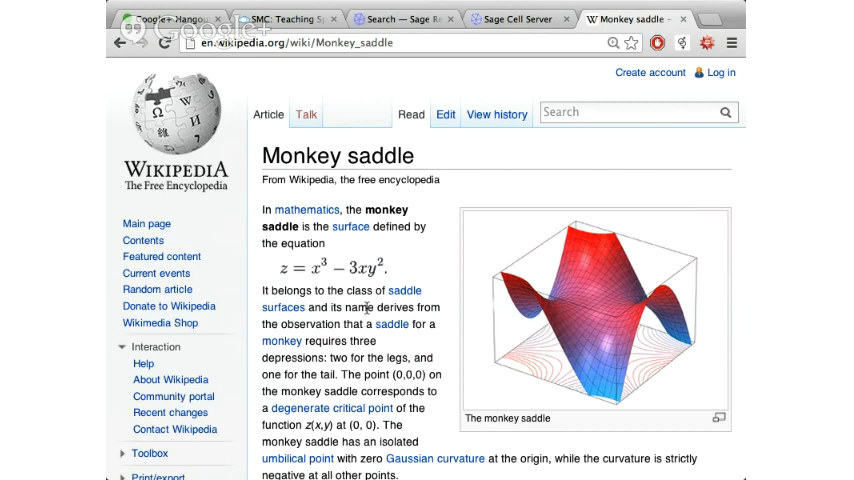 Google+ Hangou
SMC: Teaching S
Search — Sage Re
Sage Cell Server
Monkey saddle –
Google+
en.wikipedia.org/wiki/Monkey_saddle
Create account
Log in
Article
Talk
Read
Edit
View history
Search
WIKIPEDIA
The Free Encyclopedia
Main page
Contents
Featured content
Current events
Random article
Donate to Wikipedia
Wikimedia Shop
Interaction
Help
About Wikipedia
Community portal
Recent changes
Contact Wikipedia
Toolbox
Print/export
Monkey saddle
From Wikipedia, the free encyclopedia
In mathematics, the monkey
saddle is the surface defined by
the equation
z = x³ − 3xy².
It belongs to the class of saddle
surfaces and its name derives from
the observation that a saddle for a
monkey requires three
depressions: two for the legs, and
one for the tail. The point (0,0,0) on
the monkey saddle corresponds to
a degenerate critical point of the
function z(x,y) at (0, 0). The
monkey saddle has an isolated
umbilical point with zero Gaussian curvature at the origin, while the curvature is strictly
negative at all other points.
The monkey saddle